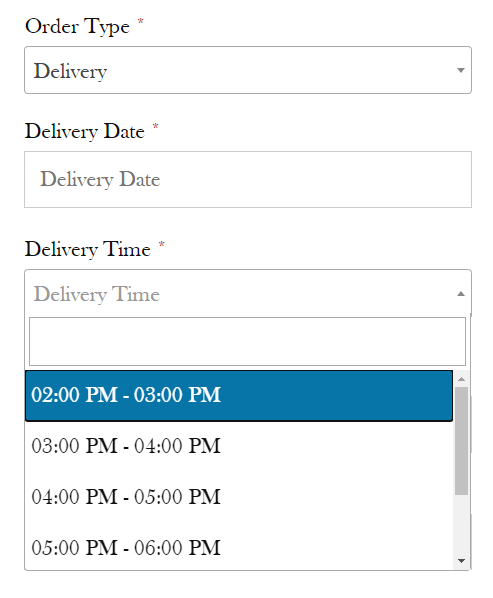 Order Type *
Delivery
Delivery Date *
Delivery Date
Delivery Time *
Delivery Time
02:00 PM - 03:00 PM
03:00 PM - 04:00 PM
04:00 PM - 05:00 PM
05:00 PM - 06:00 PM